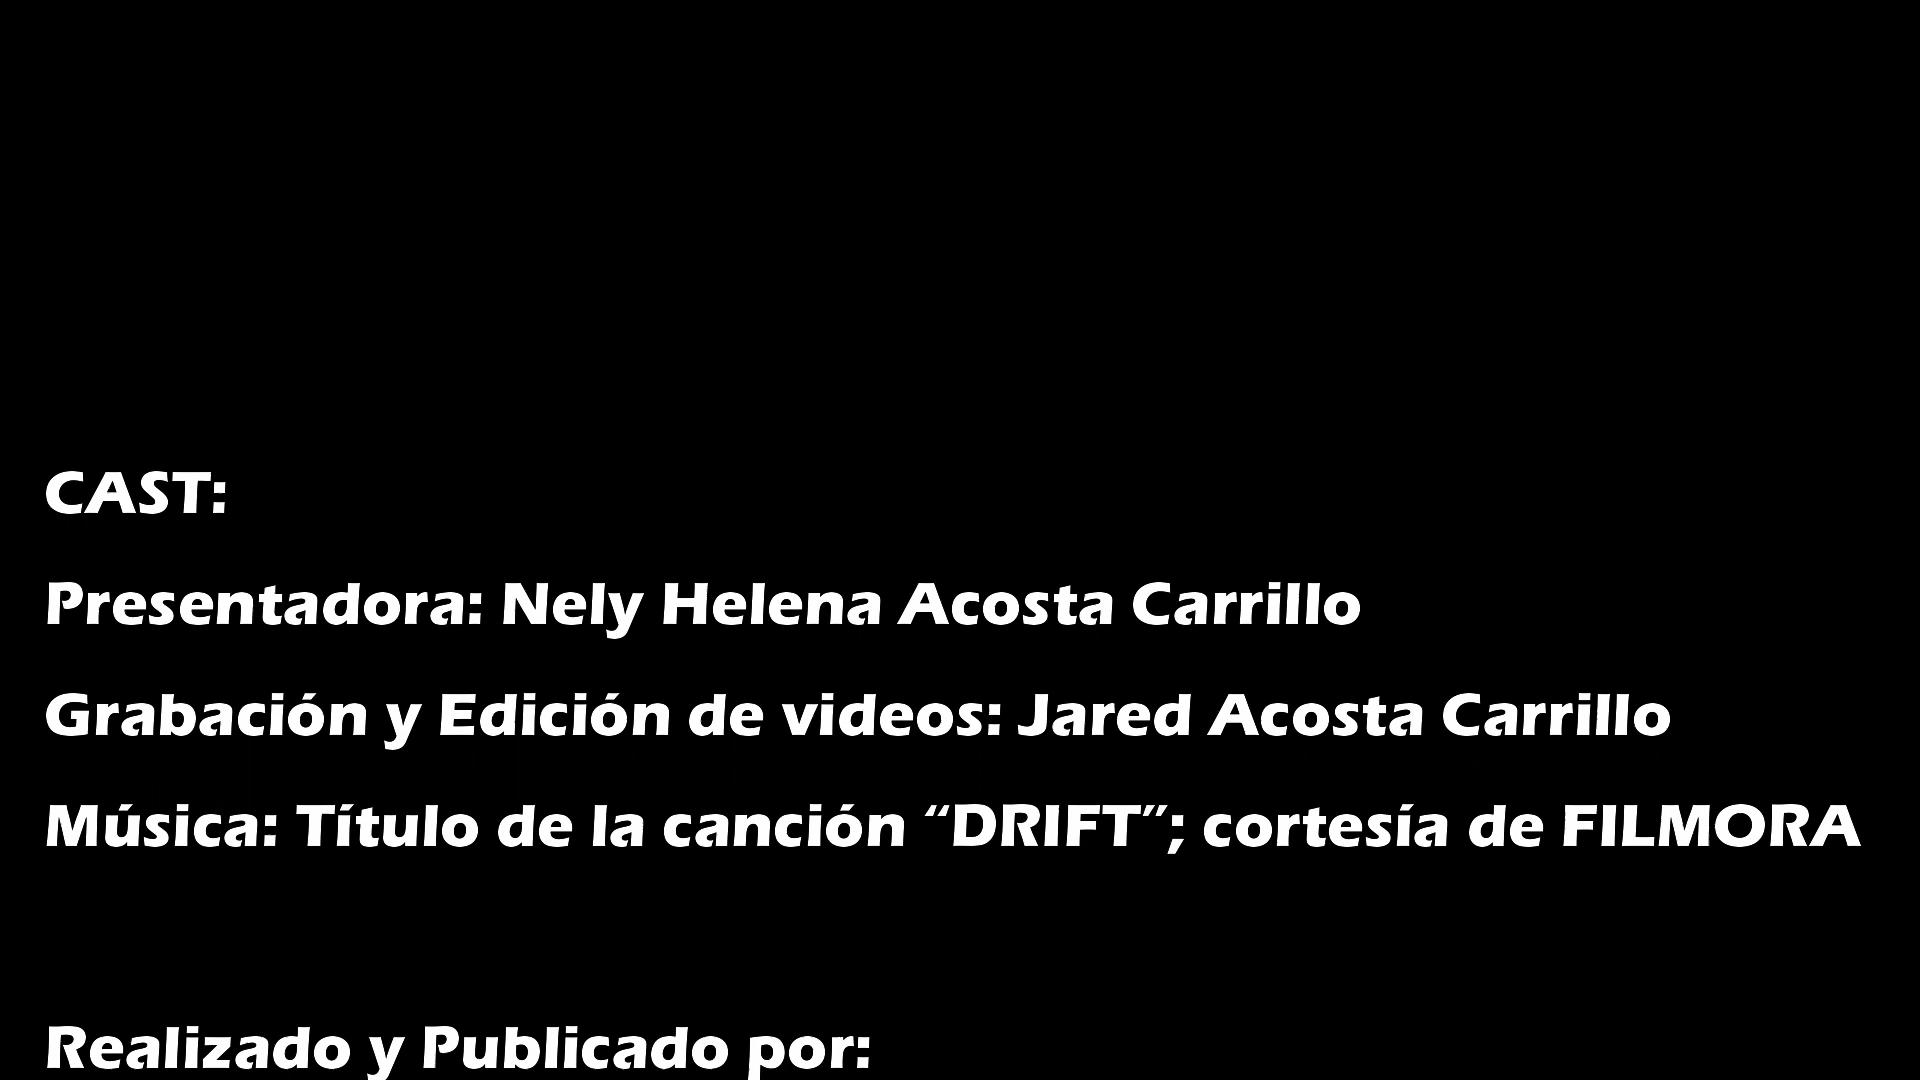 CAST:
Presentadora: Nely Helena Acosta Carrillo
Grabación y Edición de videos: Jared Acosta Carrillo
Música: Título de la canción “DRIFT”; cortesía de FILMORA
Realizado y Publicado por: